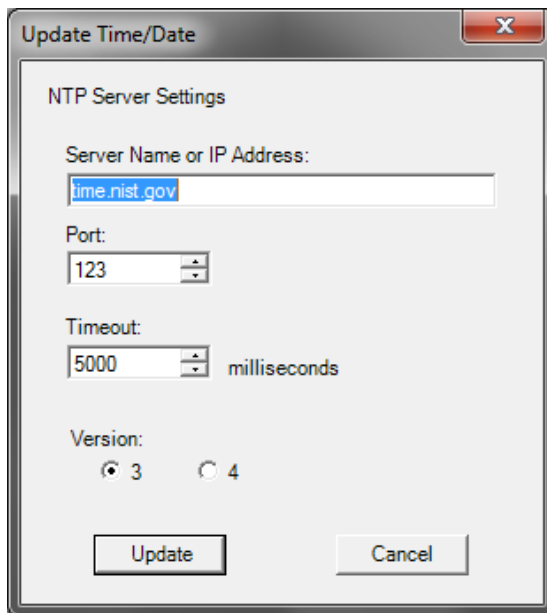 Update Time/Date
NTP Server Settings
Server Name or IP Address:
time.nist.gov
Port:
123
Timeout:
5000 milliseconds
Version:
3 4
Update Cancel